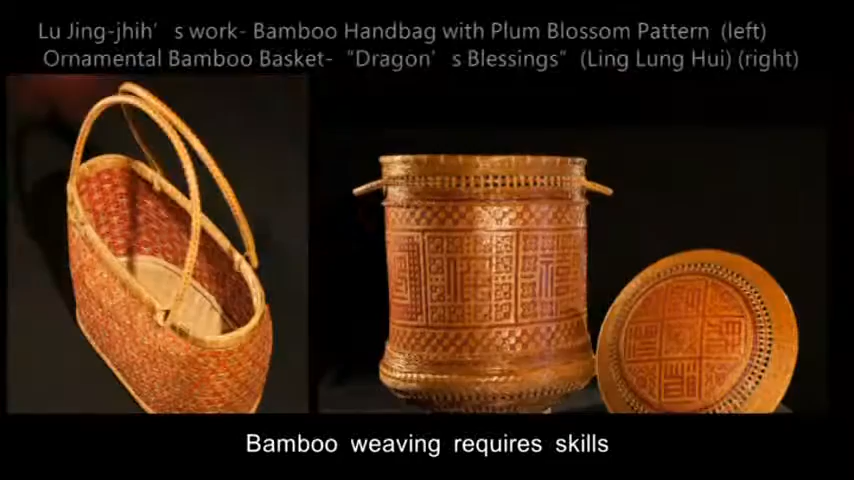 Lu Jing-jhih’s work- Bamboo Handbag with Plum Blossom Pattern (left)
Ornamental Bamboo Basket- “Dragon’s Blessings” (Ling Lung Hui) (right)
Bamboo weaving requires skills